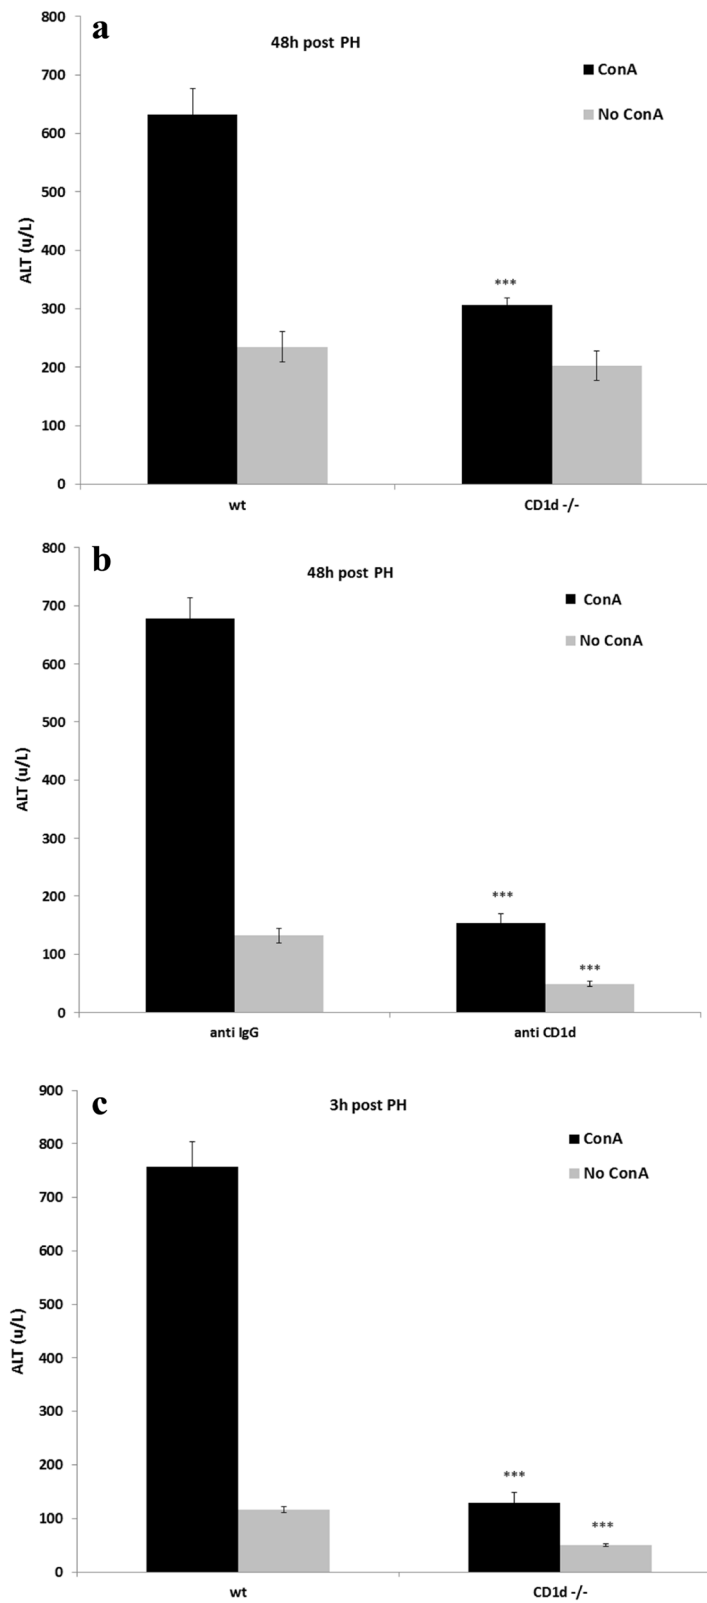 a
48h post PH
ConA
No ConA
ALT (u/L)
800
700
600
500
400
300
200
100
0
***
wt
CD1d -/-
b
48h post PH
ConA
No ConA
ALT (u/L)
800
700
600
500
400
300
200
100
0
***
***
anti IgG
anti CD1d
c
3h post PH
ConA
No ConA
ALT (u/L)
900
800
700
600
500
400
300
200
100
0
***
***
wt
CD1d -/-